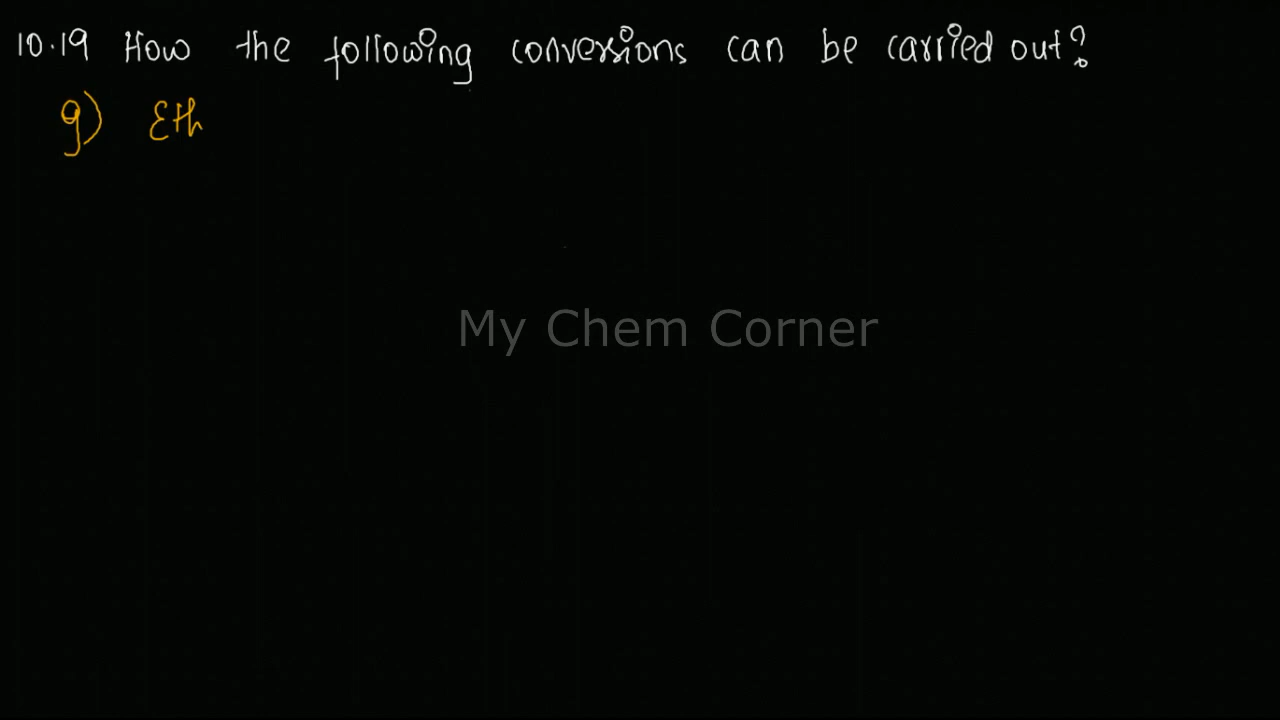 10.19 How the following conversions can be carried out?
g) Eth
My Chem Corner